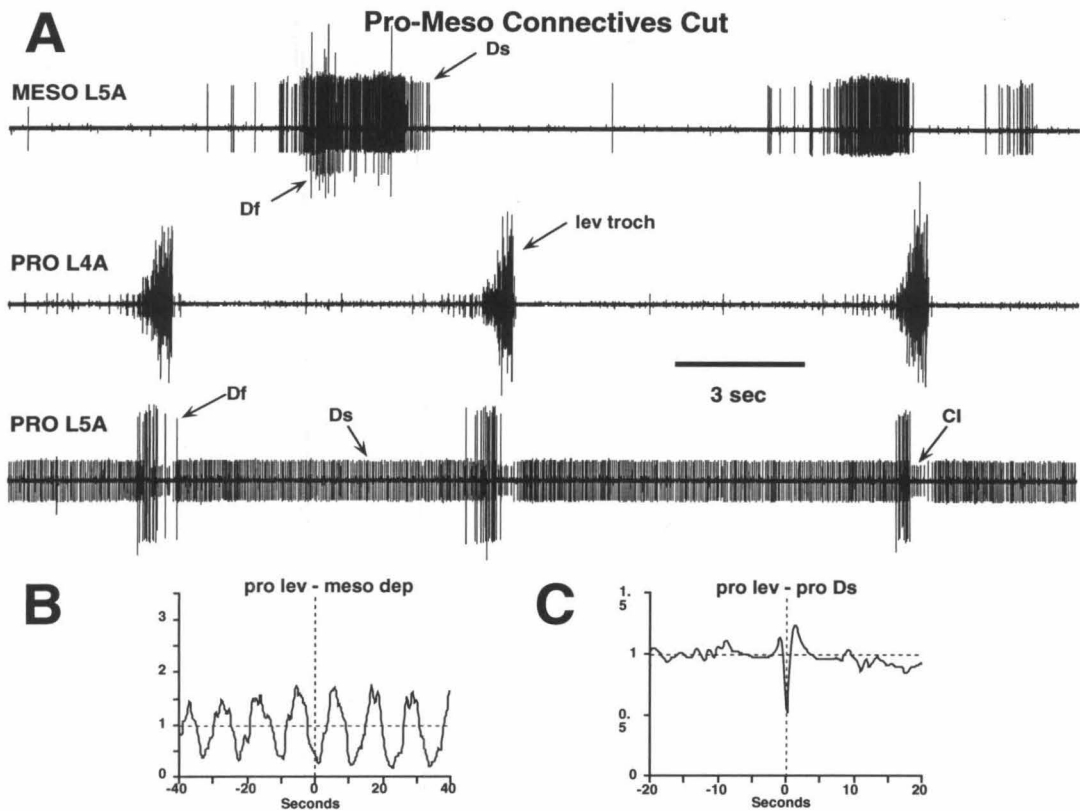 A
Pro-Meso Connectives Cut
Ds
MESO L5A
Df
lev troch
PRO L4A
3 sec
Df
Ds
Cl
PRO L5A
B
pro lev - meso dep
3
2
1
0
-40
-20
0
20
40
Seconds
C
pro lev - pro Ds
1.
5
1
0.
5
0
-20
-10
0
10
20
Seconds